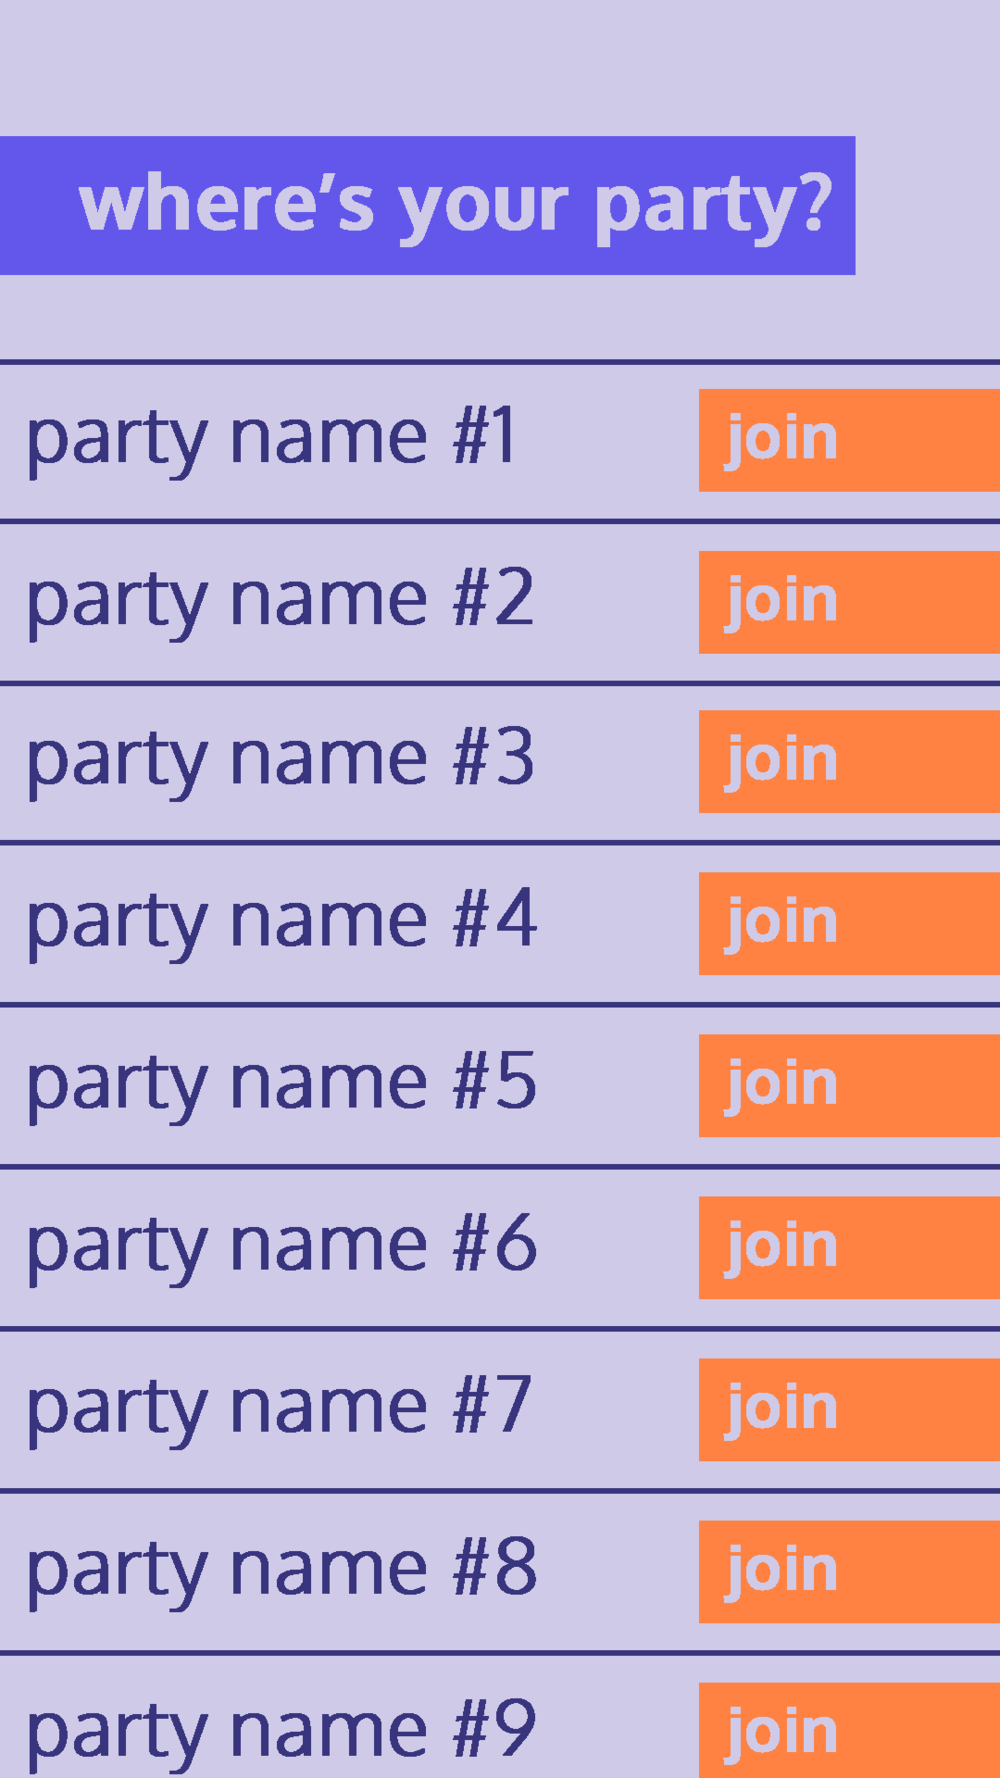 where’s your party?
party name #1 join
party name #2 join
party name #3 join
party name #4 join
party name #5 join
party name #6 join
party name #7 join
party name #8 join
party name #9 join